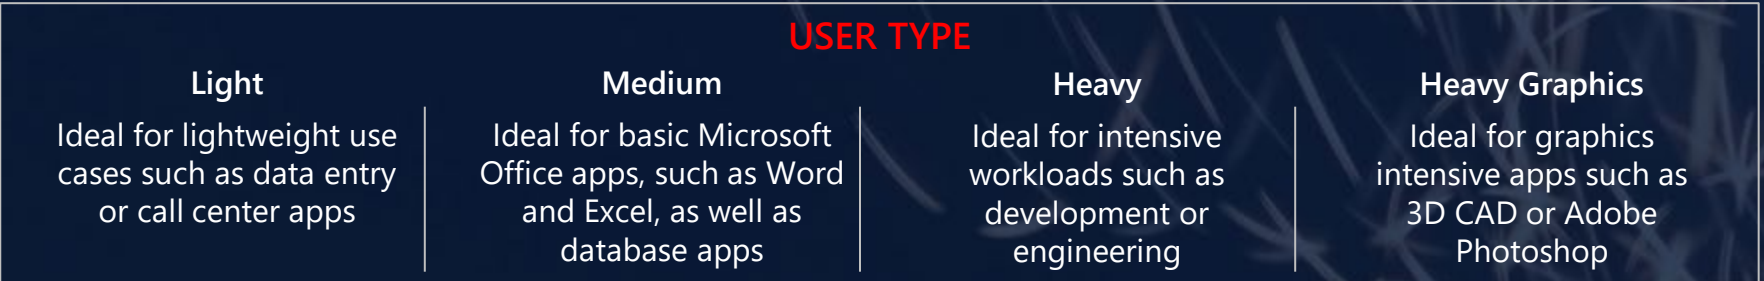 USER TYPE
Light
Ideal for lightweight use
cases such as data entry
or call center apps
Medium
Ideal for basic Microsoft
Office apps, such as Word
and Excel, as well as
database apps
Heavy
Ideal for intensive
workloads such as
development or
engineering
Heavy Graphics
Ideal for graphics
intensive apps such as
3D CAD or Adobe
Photoshop